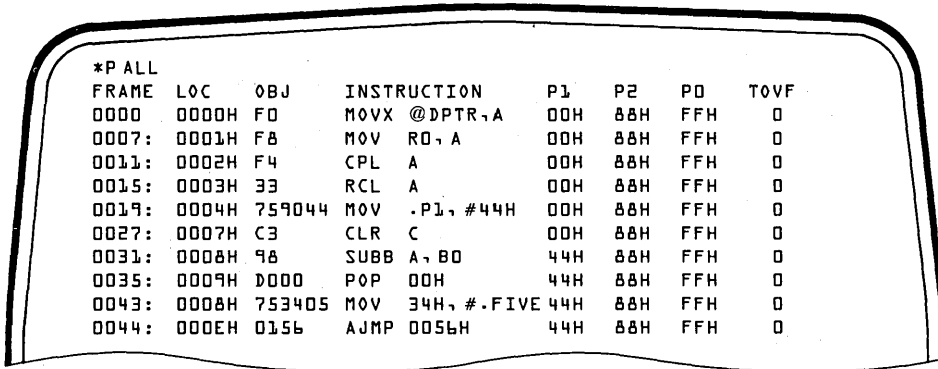 *P ALL
FRAME LOC OBJ INSTRUCTION P1 P2 P0 TOVF
0000 0000H F0 MOVX @DPTR,A 00H 88H FFH 0
0007: 0001H F8 MOV R0,A 00H 88H FFH 0
0011: 0002H F4 CPL A 00H 88H FFH 0
0015: 0003H 33 RCL A 00H 88H FFH 0
0019: 0004H 759044 MOV .P1,#44H 00H 88H FFH 0
0027: 0007H C3 CLR C 00H 88H FFH 0
0031: 0008H 98 SUBB A,B0 44H 88H FFH 0
0035: 0009H D000 POP 00H 44H 88H FFH 0
0043: 0008H 753405 MOV 34H,#.FIVE 44H 88H FFH 0
0044: 000EH 0156 AJMP 0056H 44H 88H FFH 0